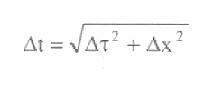 Δt = √Δτ² + Δx²